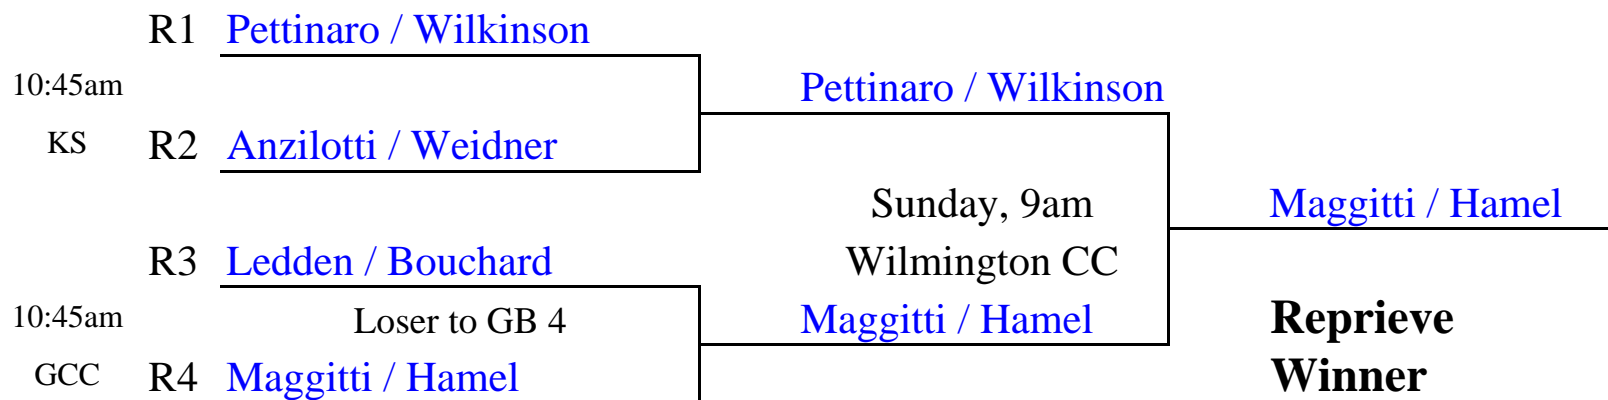 R1 Pettinaro / Wilkinson
10:45am Pettinaro / Wilkinson
KS R2 Anzilotti / Weidner
Sunday, 9am Maggitti / Hamel
R3 Ledden / Bouchard Wilmington CC
10:45am Loser to GB 4 Maggitti / Hamel Reprieve
GCC R4 Maggitti / Hamel Winner